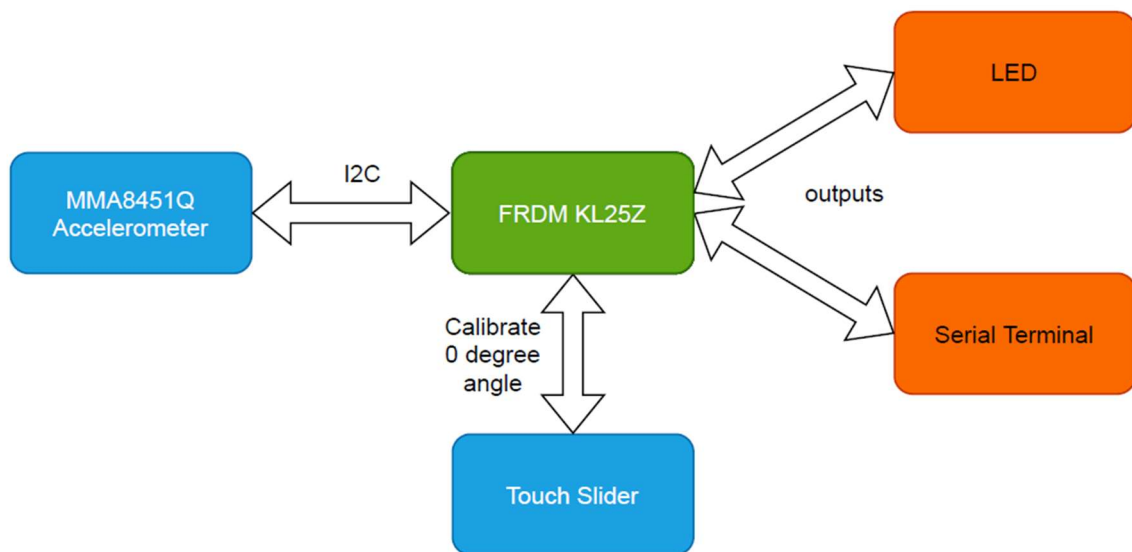 LED
I2C
MMA8451Q
Accelerometer
FRDM KL25Z
outputs
Calibrate
0 degree
angle
Serial Terminal
Touch Slider